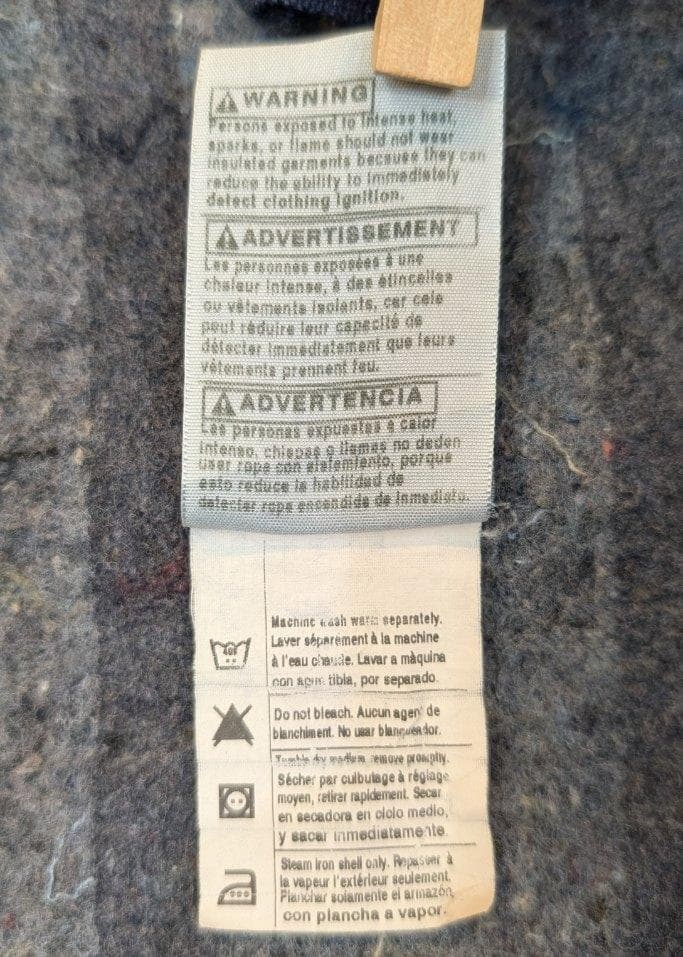 WARNING
Persons exposed to intense heat,
sparks, or flame should not wear
insulated garments because they can
reduce the ability to immediately
detect clothing ignition.
ADVERTISSEMENT
Les personnes exposées à une
chaleur intense, à des étincelles
ou vêtements isolants, car cele
peut réduire leur capacité de
détecter immédiatement que leurs
vêtements prennent feu.
ADVERTENCIA
Las personas expuestas a calor
intenso, chispas o llamas no deden
usar ropa con aislamiento, porque
esto reduce la habilidad de
detectar ropa encendida de inmediato.
Machine wash warm separately.
Laver séparément à la machine
à l'eau chaude. Lavar a màquina
con agua tibia, por separado.
40°
Do not bleach. Aucun agent de
blanchiment. No usar blanqueador.
Tumble dry medium remove promptly.
Sécher par culbutage à réglage
moyen, retirar rapidement. Secar
en secadora en ciclo medio,
y sacar inmediatamente.
Steam iron shell only. Repasser à
la vapeur l'extérieur seulement.
Planchar solamente el armazón,
con plancha a vapor.